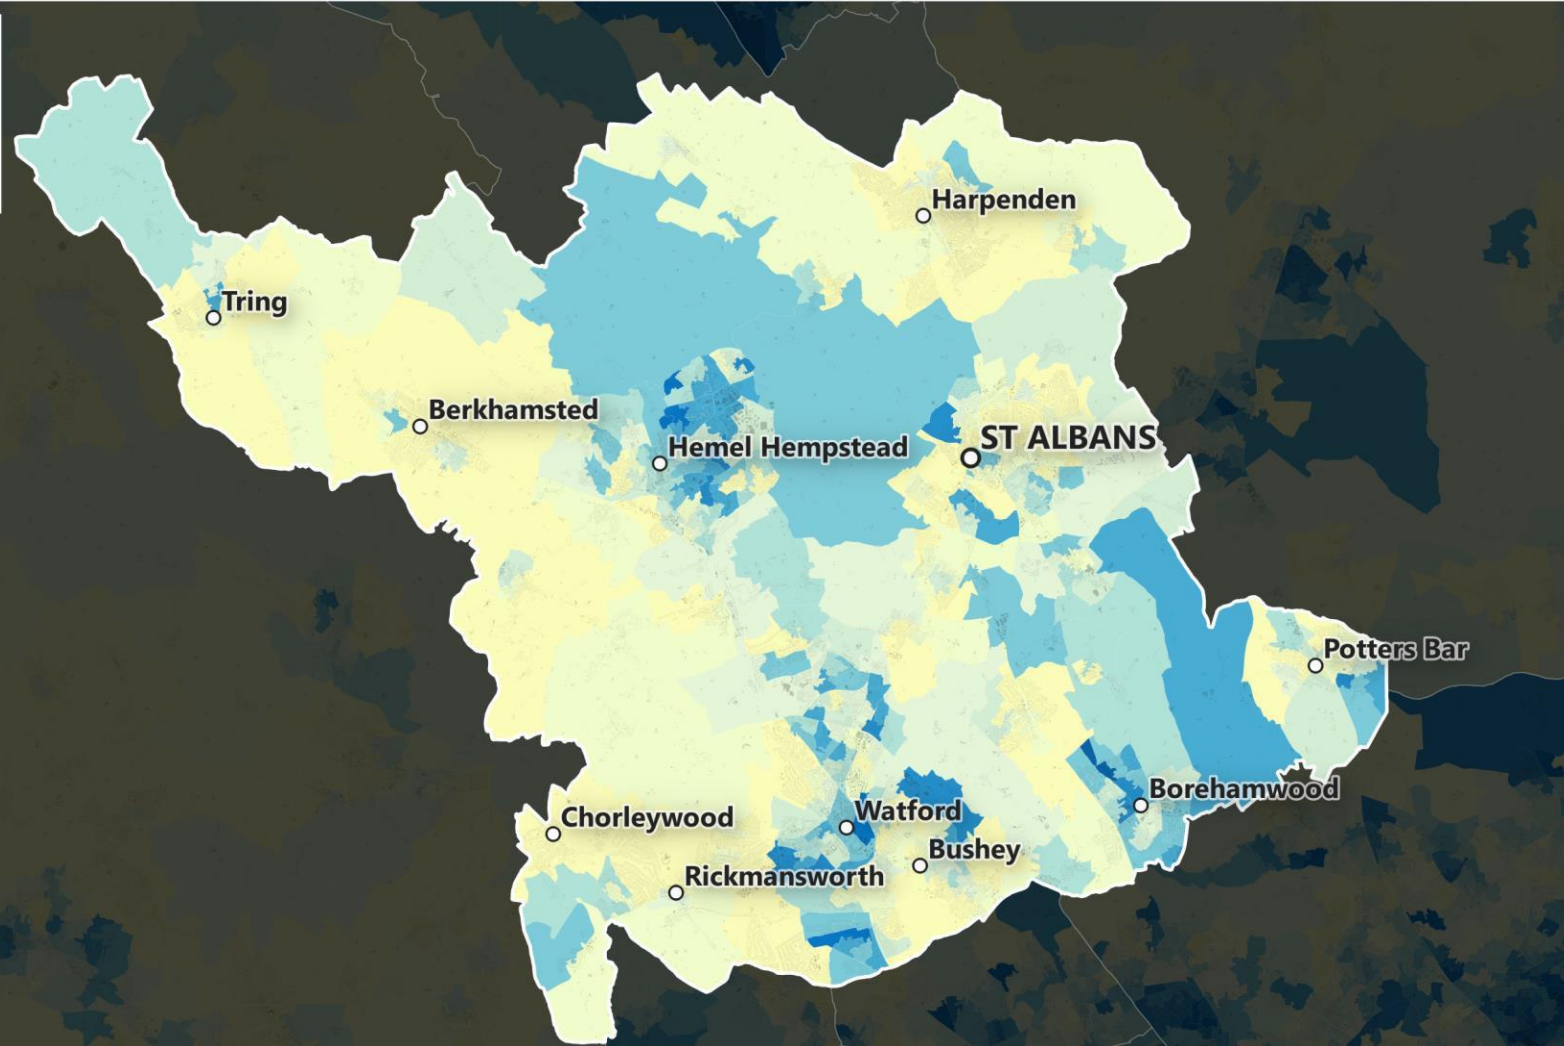 Harpenden
Tring
Berkhamsted
Hemel Hempstead
ST ALBANS
Potters Bar
Borehamwood
Chorleywood
Watford
Bushey
Rickmansworth